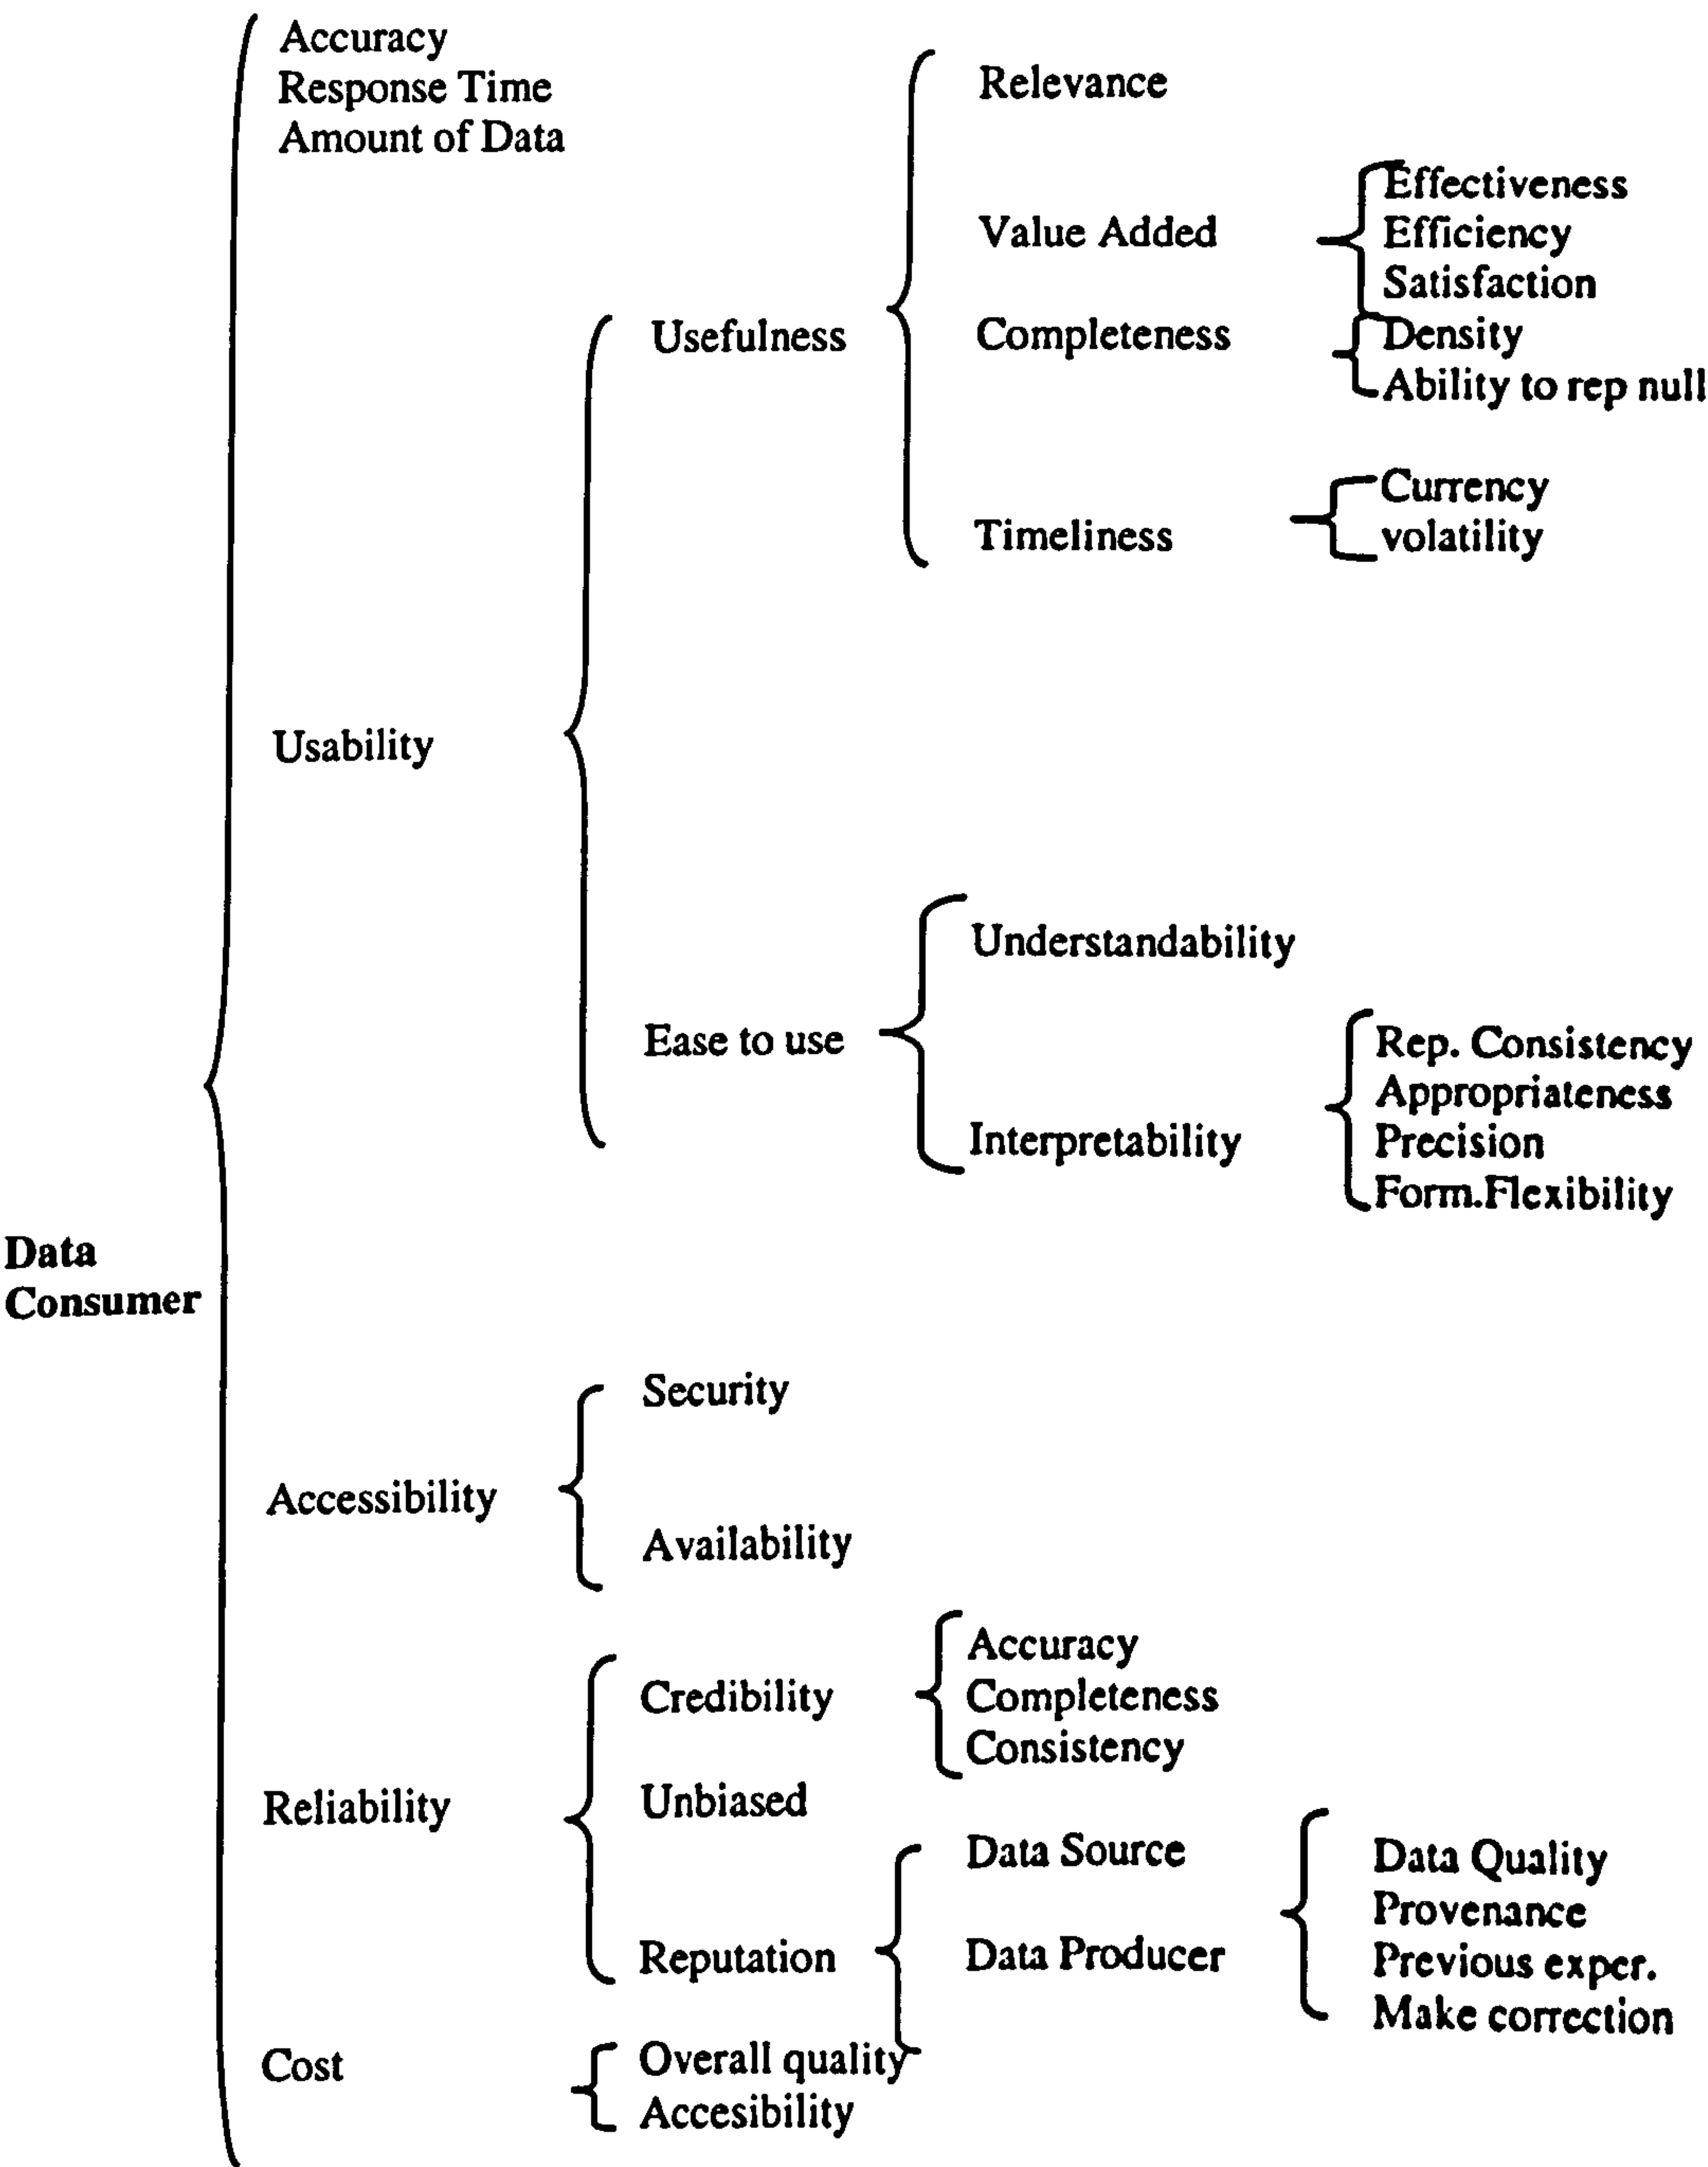 Accuracy
Response Time
Amount of Data
Relevance
Effectiveness
Value Added
Efficiency
Satisfaction
Usefulness
Completeness
Density
Ability to rep null
Currency
Timeliness
volatility
Usability
Understandability
Ease to use
Rep. Consistency
Appropriateness
Interpretability
Precision
Form.Flexibility
Data
Consumer
Security
Accessibility
Availability
Accuracy
Credibility
Completeness
Consistency
Reliability
Unbiased
Data Source
Data Quality
Provenance
Reputation
Data Producer
Previous exper.
Make correction
Cost
Overall quality
Accesibility